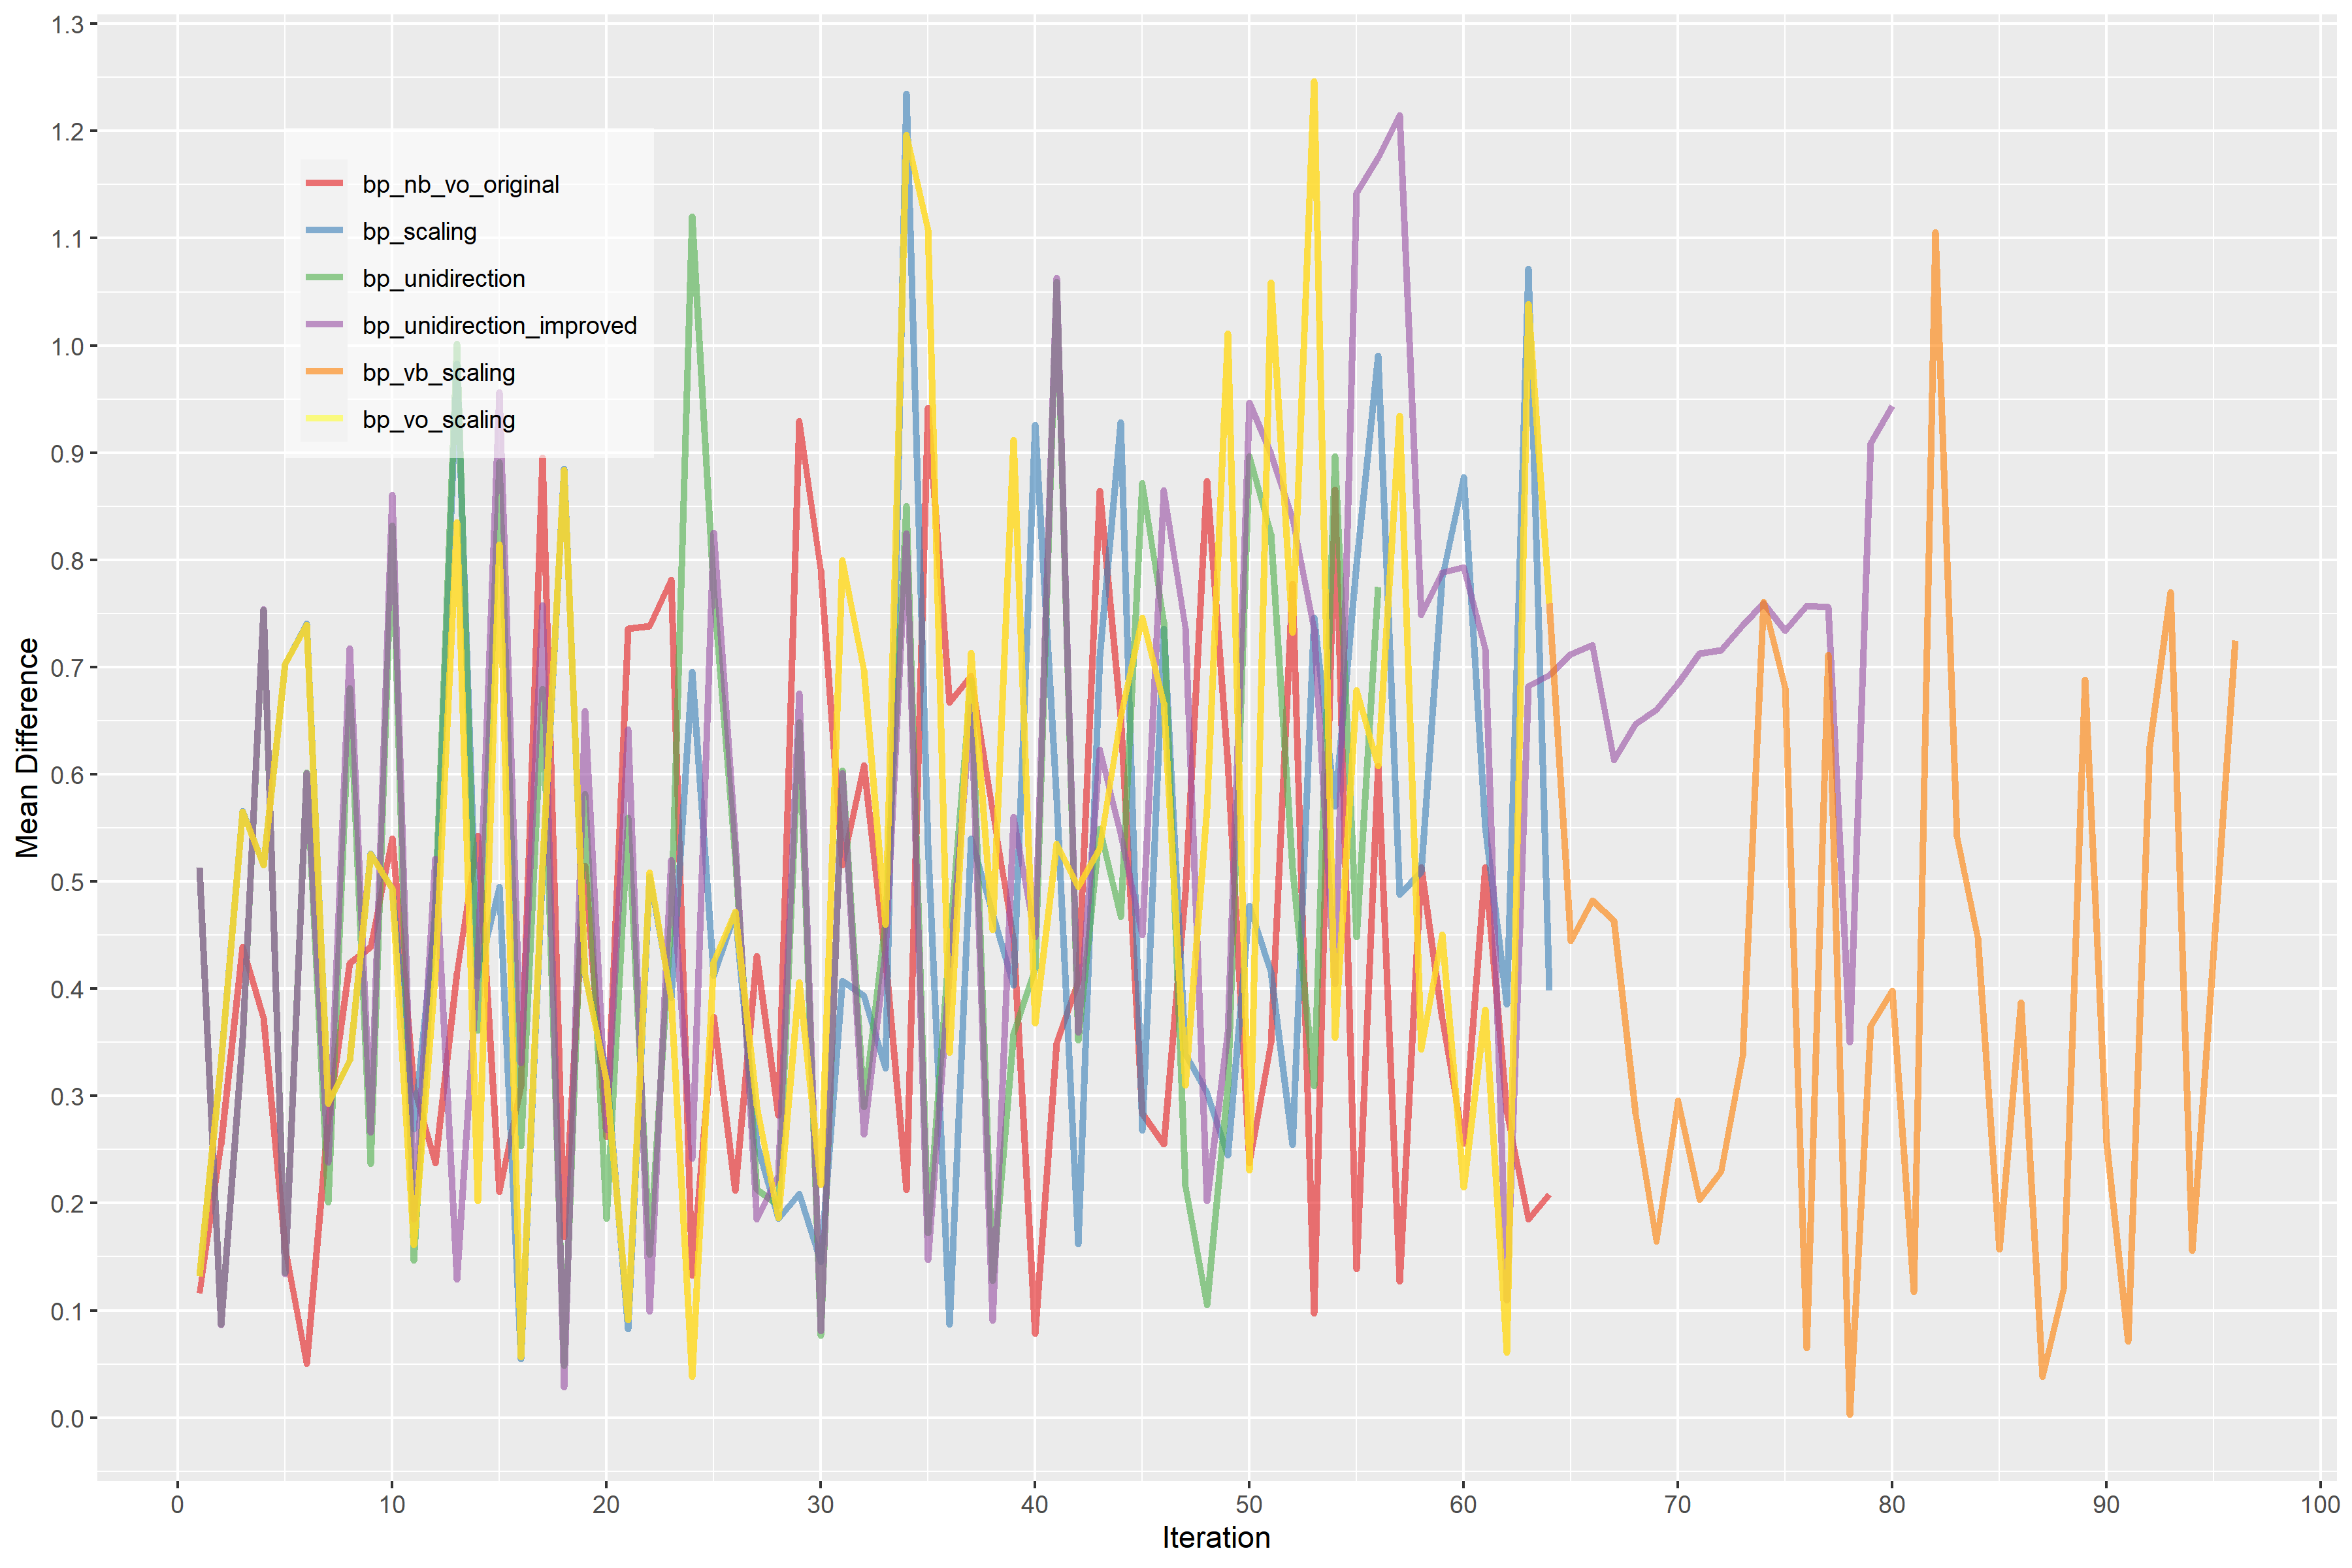 1.3
1.2
1.1
1.0
0.9
0.8
0.7
0.6
0.5
0.4
0.3
0.2
0.1
0.0
Mean Difference
bp_nb_vo_original
bp_scaling
bp_unidirection
bp_unidirection_improved
bp_vb_scaling
bp_vo_scaling
0 10 20 30 40 50 60 70 80 90 100
Iteration